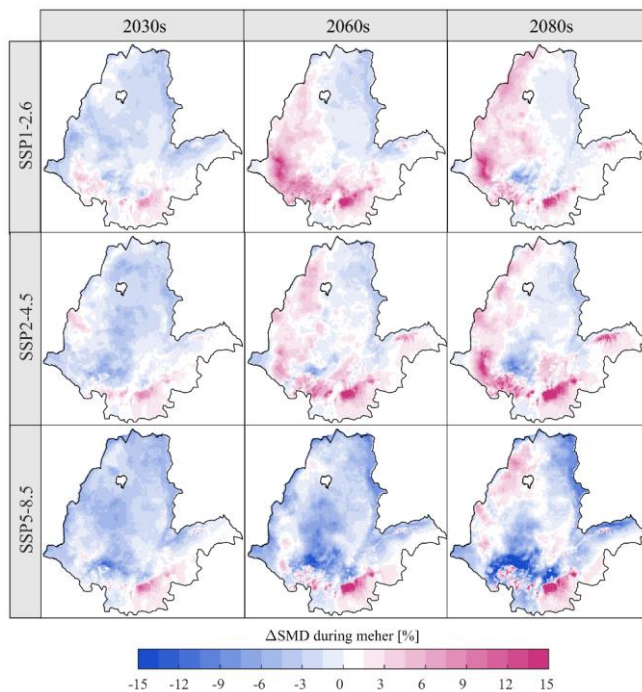 2030s 2060s 2080s
SSP1-2.6
SSP2-4.5
SSP5-8.5
ΔSMD during meher [%]
-15 -12 -9 -6 -3 0 3 6 9 12 15